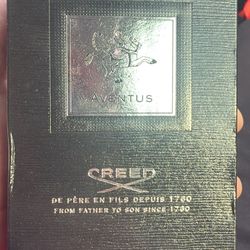 AVENTUS
CREED
DE PÈRE EN FILS DEPUIS 1760
FROM FATHER TO SON SINCE 1760